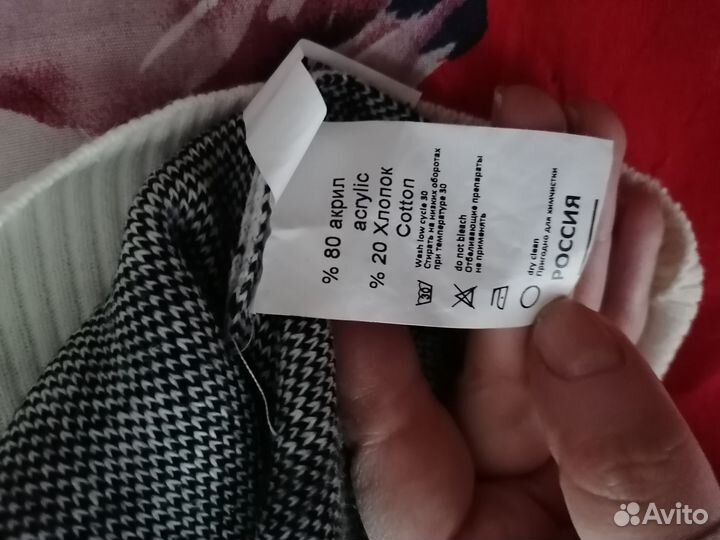 % 80 акрил
acrylic
% 20 Хлопок
Cotton
30
Wash low cycle 30
Стирать на низких оборотах
при температуре 30
do not bleach
Отбеливающие препараты
не применять
dry clean
Пригодно для химчистки
РОССИЯ
Avito